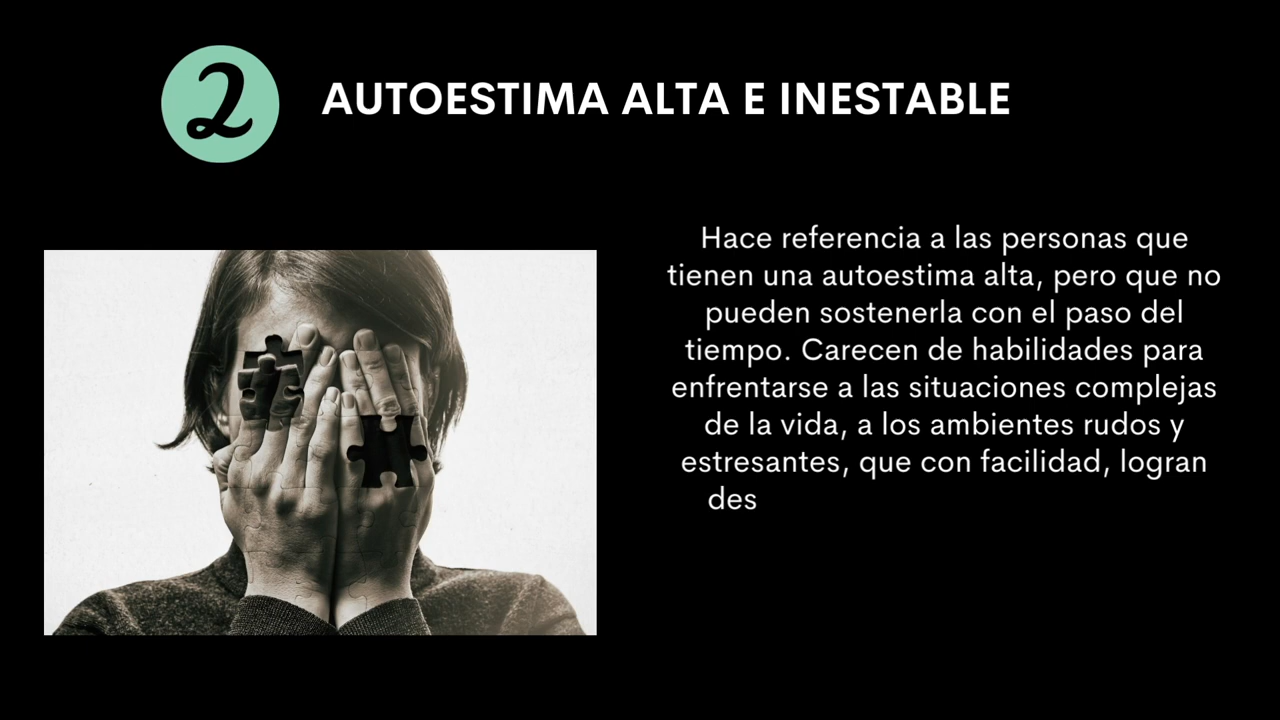 2
AUTOESTIMA ALTA E INESTABLE
Hace referencia a las personas que
tienen una autoestima alta, pero que no
pueden sostenerla con el paso del
tiempo. Carecen de habilidades para
enfrentarse a las situaciones complejas
de la vida, a los ambientes rudos y
estresantes, que con facilidad, logran
des